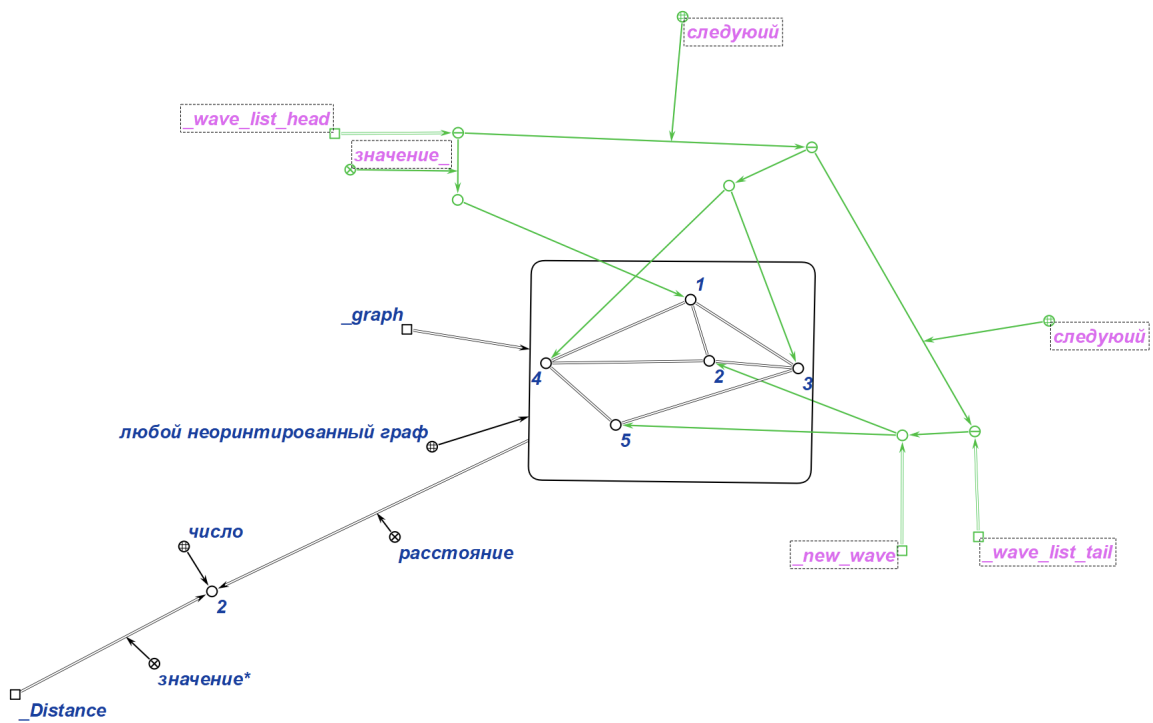 следуюий
_wave_list_head
значение_
1
_graph
следуюий
4
2
3
любой неоринтированный граф
5
число
расстояние
_new_wave
_wave_list_tail
2
значение*
_Distance